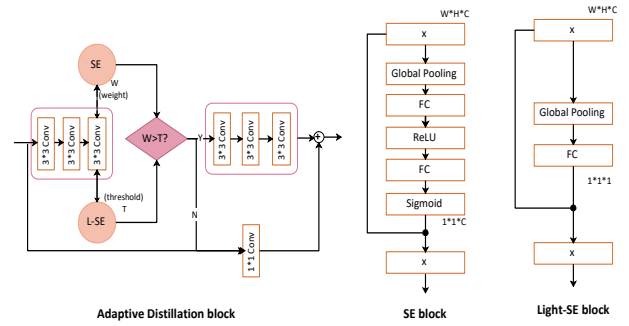 SE
W
(weight)
3*3 Conv
3*3 Conv
3*3 Conv
W>T?
Y
3*3 Conv
3*3 Conv
3*3 Conv
+
(threshold)
T
L-SE
N
1*1 Conv
Adaptive Distillation block
W*H*C
x
Global Pooling
FC
ReLU
FC
Sigmoid
1*1*C
x
SE block
W*H*C
x
Global Pooling
FC
1*1*1
x
Light-SE block